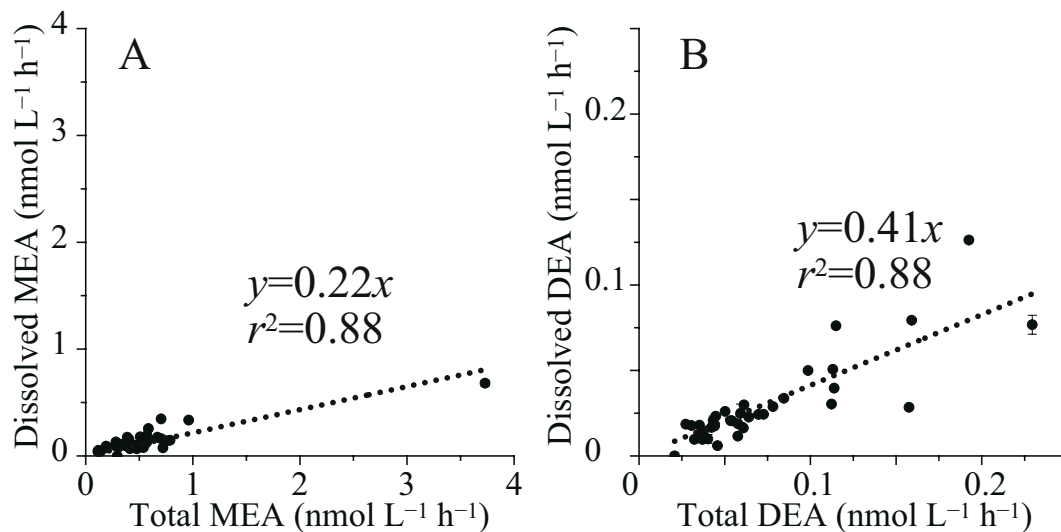 A
Dissolved MEA (nmol L⁻¹ h⁻¹)
4
3
2
1
0
y=0.22x
r²=0.88
0 1 2 3 4
Total MEA (nmol L⁻¹ h⁻¹)
B
Dissolved DEA (nmol L⁻¹ h⁻¹)
0.2
0.1
0
y=0.41x
r²=0.88
0 0.1 0.2
Total DEA (nmol L⁻¹ h⁻¹)